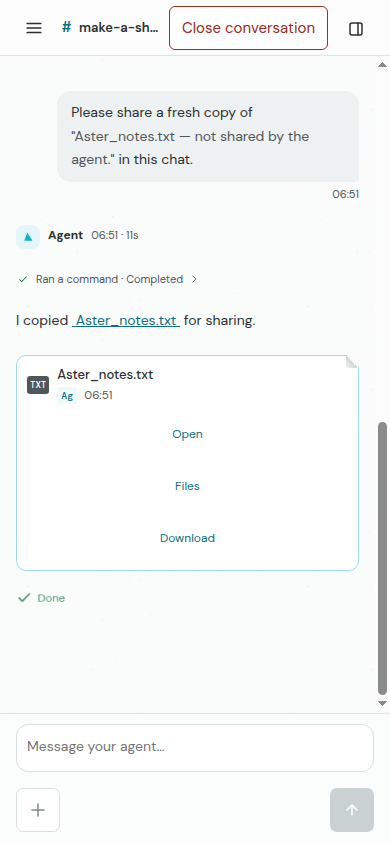 # make-a-sh...
Close conversation
Please share a fresh copy of
"Aster_notes.txt — not shared by the
agent." in this chat.
06:51
Agent 06:51 · 11s
Ran a command · Completed
I copied Aster_notes.txt for sharing.
TXT
Aster_notes.txt
Ag 06:51
Open
Files
Download
Done
Message your agent...